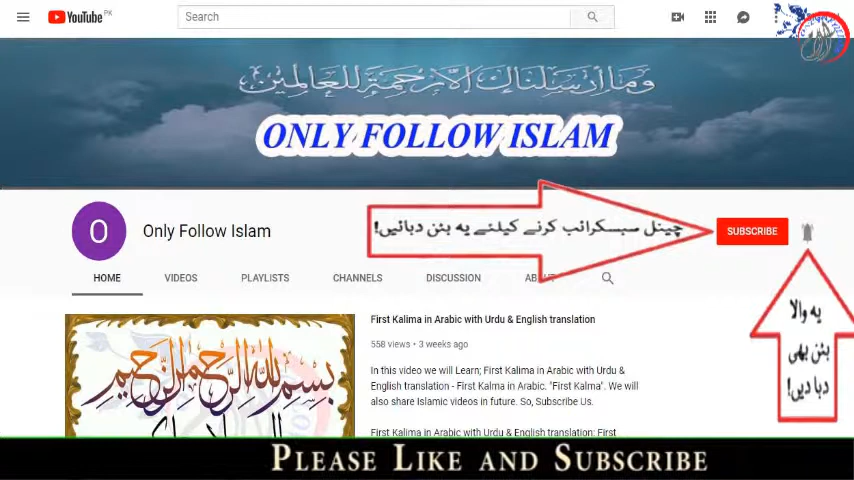 YouTube PK
Search
وما أرسلناك إلا رحمة للعالمين
ONLY FOLLOW ISLAM
O
Only Follow Islam
چینل سبسکرائب کرنے کیلئے یہ بٹن دبائیں!
SUBSCRIBE
HOME VIDEOS PLAYLISTS CHANNELS DISCUSSION
یہ والا
بٹن بھی
دبا دیں!
بسم الله الرحمن الرحيم
First Kalima in Arabic with Urdu & English translation
558 views • 3 weeks ago
In this video we will Learn; First Kalima in Arabic with Urdu &
English translation - First Kalma in Arabic. "First Kalma". We will
also share Islamic videos in future. So, Subscribe Us.
First Kalima in Arabic with Urdu & English translation: First
PLEASE LIKE AND SUBSCRIBE